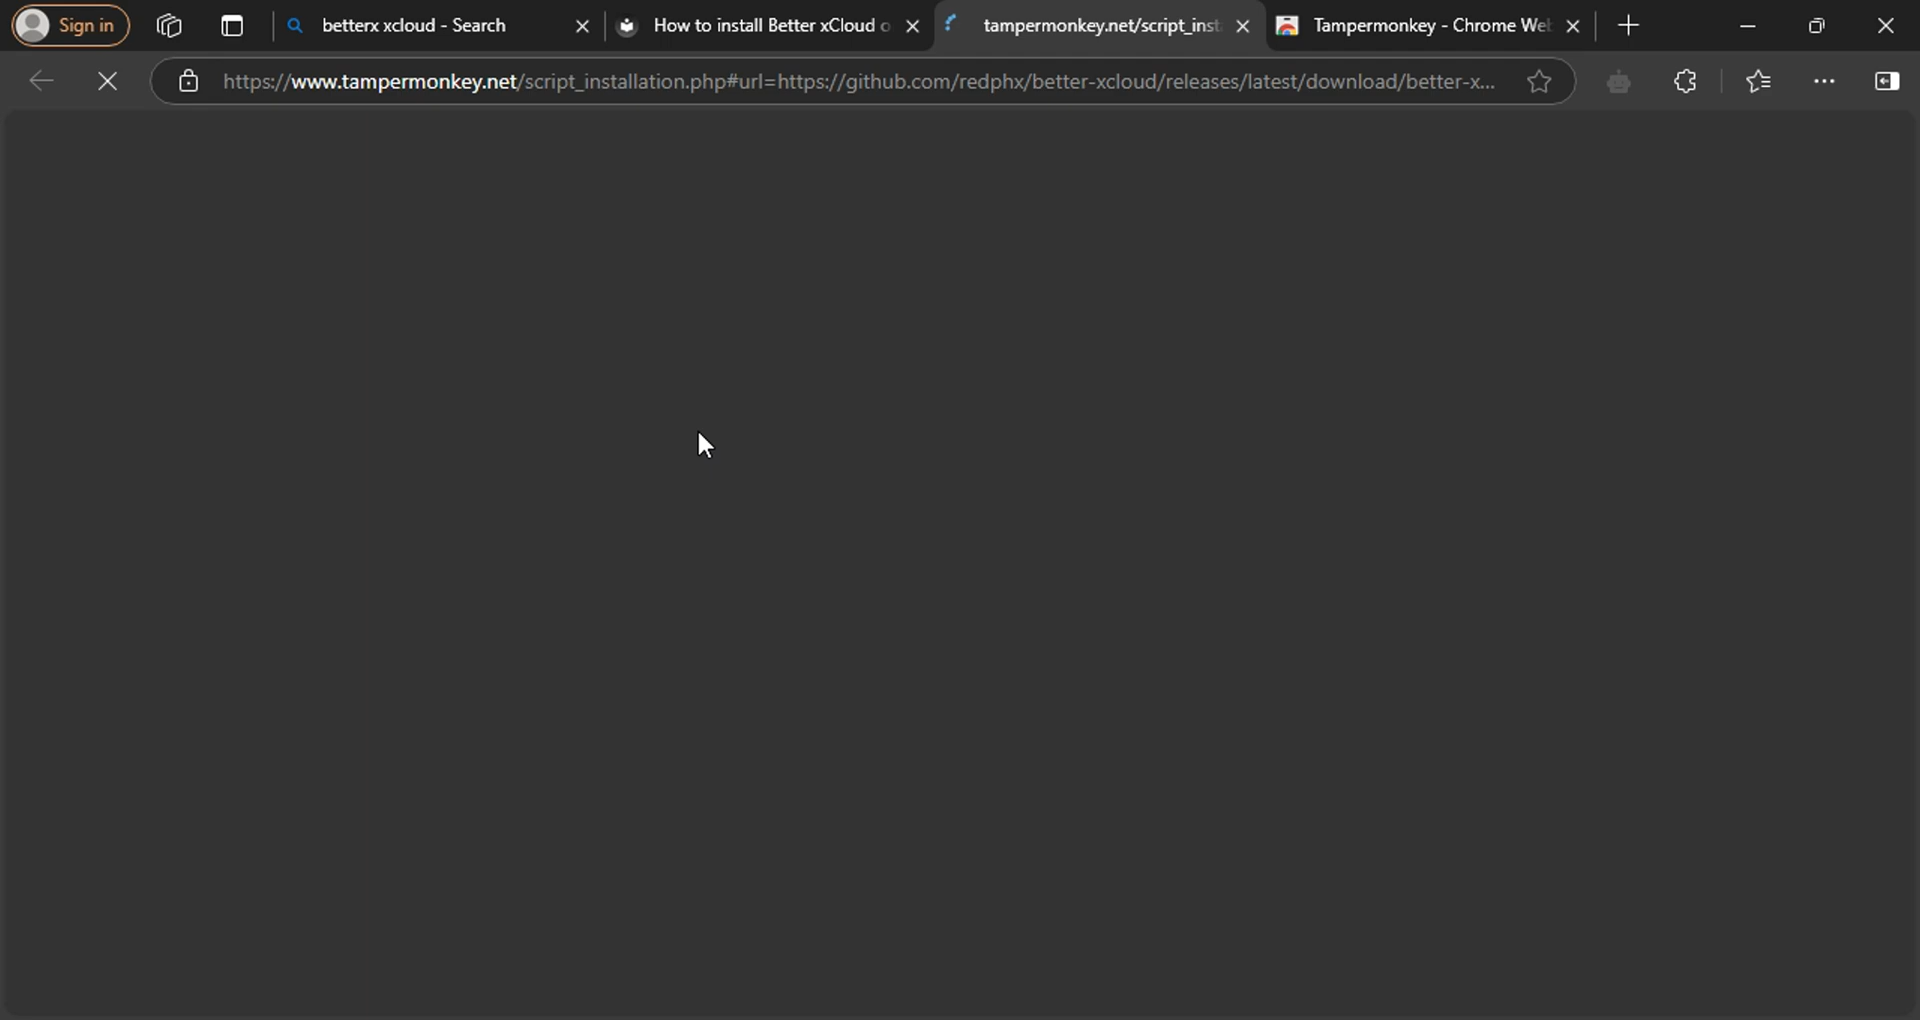 Sign in
betterx xcloud - Search
How to install Better xCloud o
tampermonkey.net/script_inst
Tampermonkey - Chrome We
https://www.tampermonkey.net/script_installation.php#url=https://github.com/redphx/better-xcloud/releases/latest/download/better-x...